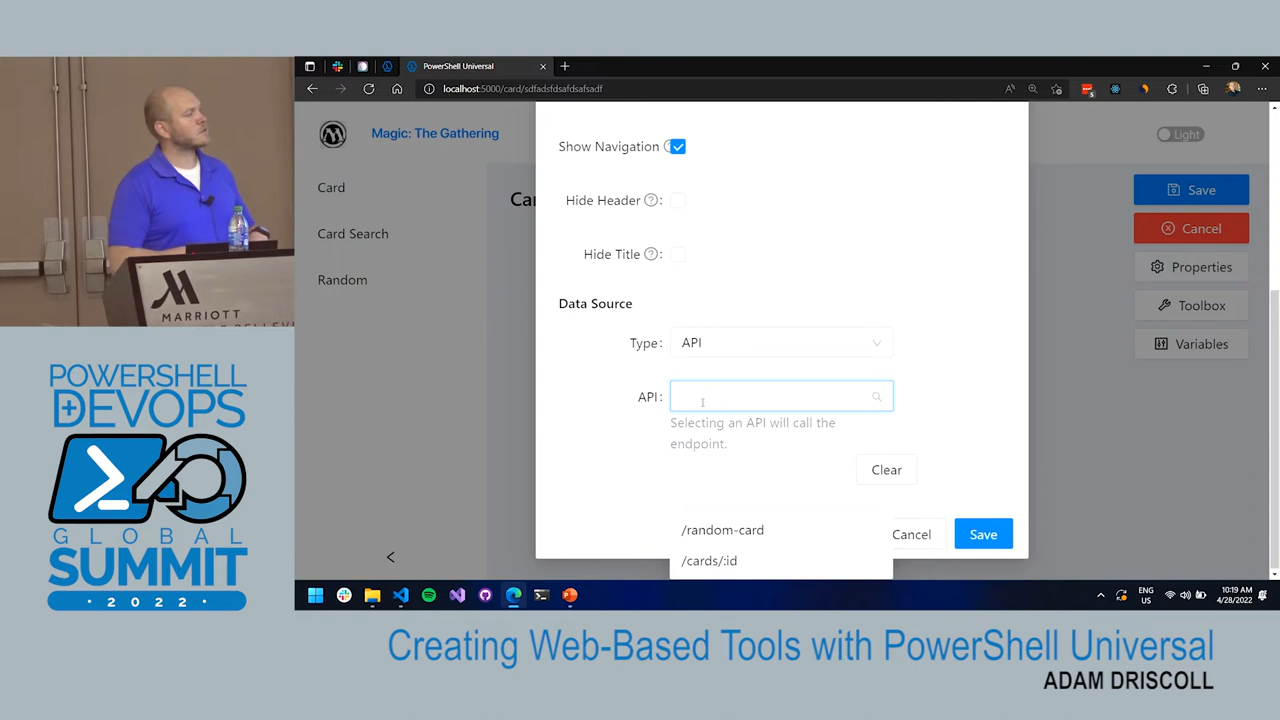 PowerShell Universal
localhost:5000/card/sdfadsfdsafdsafsadf
Magic: The Gathering
Light
Card
Card Search
Random
Car
Show Navigation
Hide Header
?
:
Hide Title
?
:
Data Source
Type:
API
API:
Selecting an API will call the
endpoint.
Clear
/random-card
/cards/:id
Cancel
Save
Save
Cancel
Properties
Toolbox
Variables
ENG
US
10:19 AM
4/28/2022
MARRIOTT
POWERSHELL
DEVOPS
GLOBAL
SUMMIT
· 2022 ·
Creating Web-Based Tools with PowerShell Universal
ADAM DRISCOLL